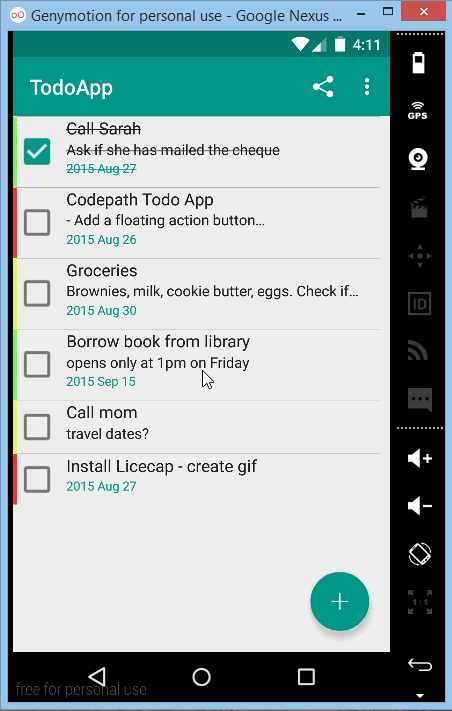 Genymotion for personal use - Google Nexus ...
4:11
TodoApp
GPS
Call Sarah
Ask if she has mailed the cheque
2015 Aug 27
Codepath Todo App
- Add a floating action button...
2015 Aug 26
ID
Groceries
Brownies, milk, cookie butter, eggs. Check if...
2015 Aug 30
Borrow book from library
opens only at 1pm on Friday
2015 Sep 15
Call mom
travel dates?
Install Licecap - create gif
2015 Aug 27
1:1
free for personal use